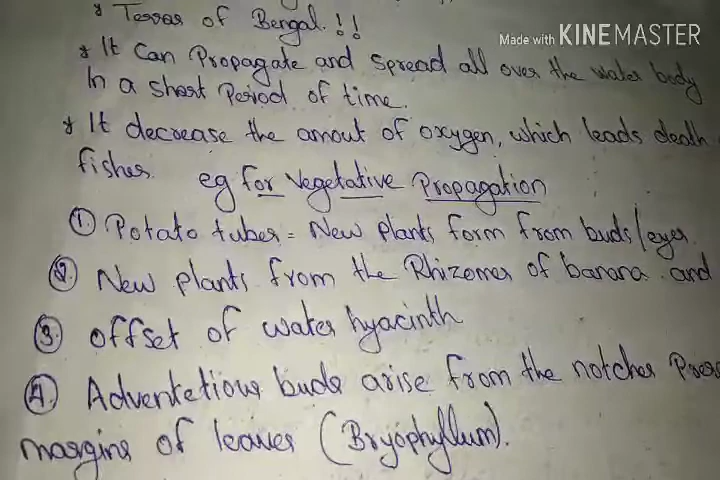 * Terror of Bengal !!
Made with KINEMASTER
* It Can Propagate and spread all over the water body
In a short Period of time.
* It decrease the amout of oxygen, which leads death
fishes.
eg for Vegetative Propagation
① Potato tuber = New Plants form from buds/eyes
② New plants from the Rhizomes of banana and
③ offset of water hyacinth
④ Adventetious buds arise from the notches Pres
margins of leaves (Bryophyllum).